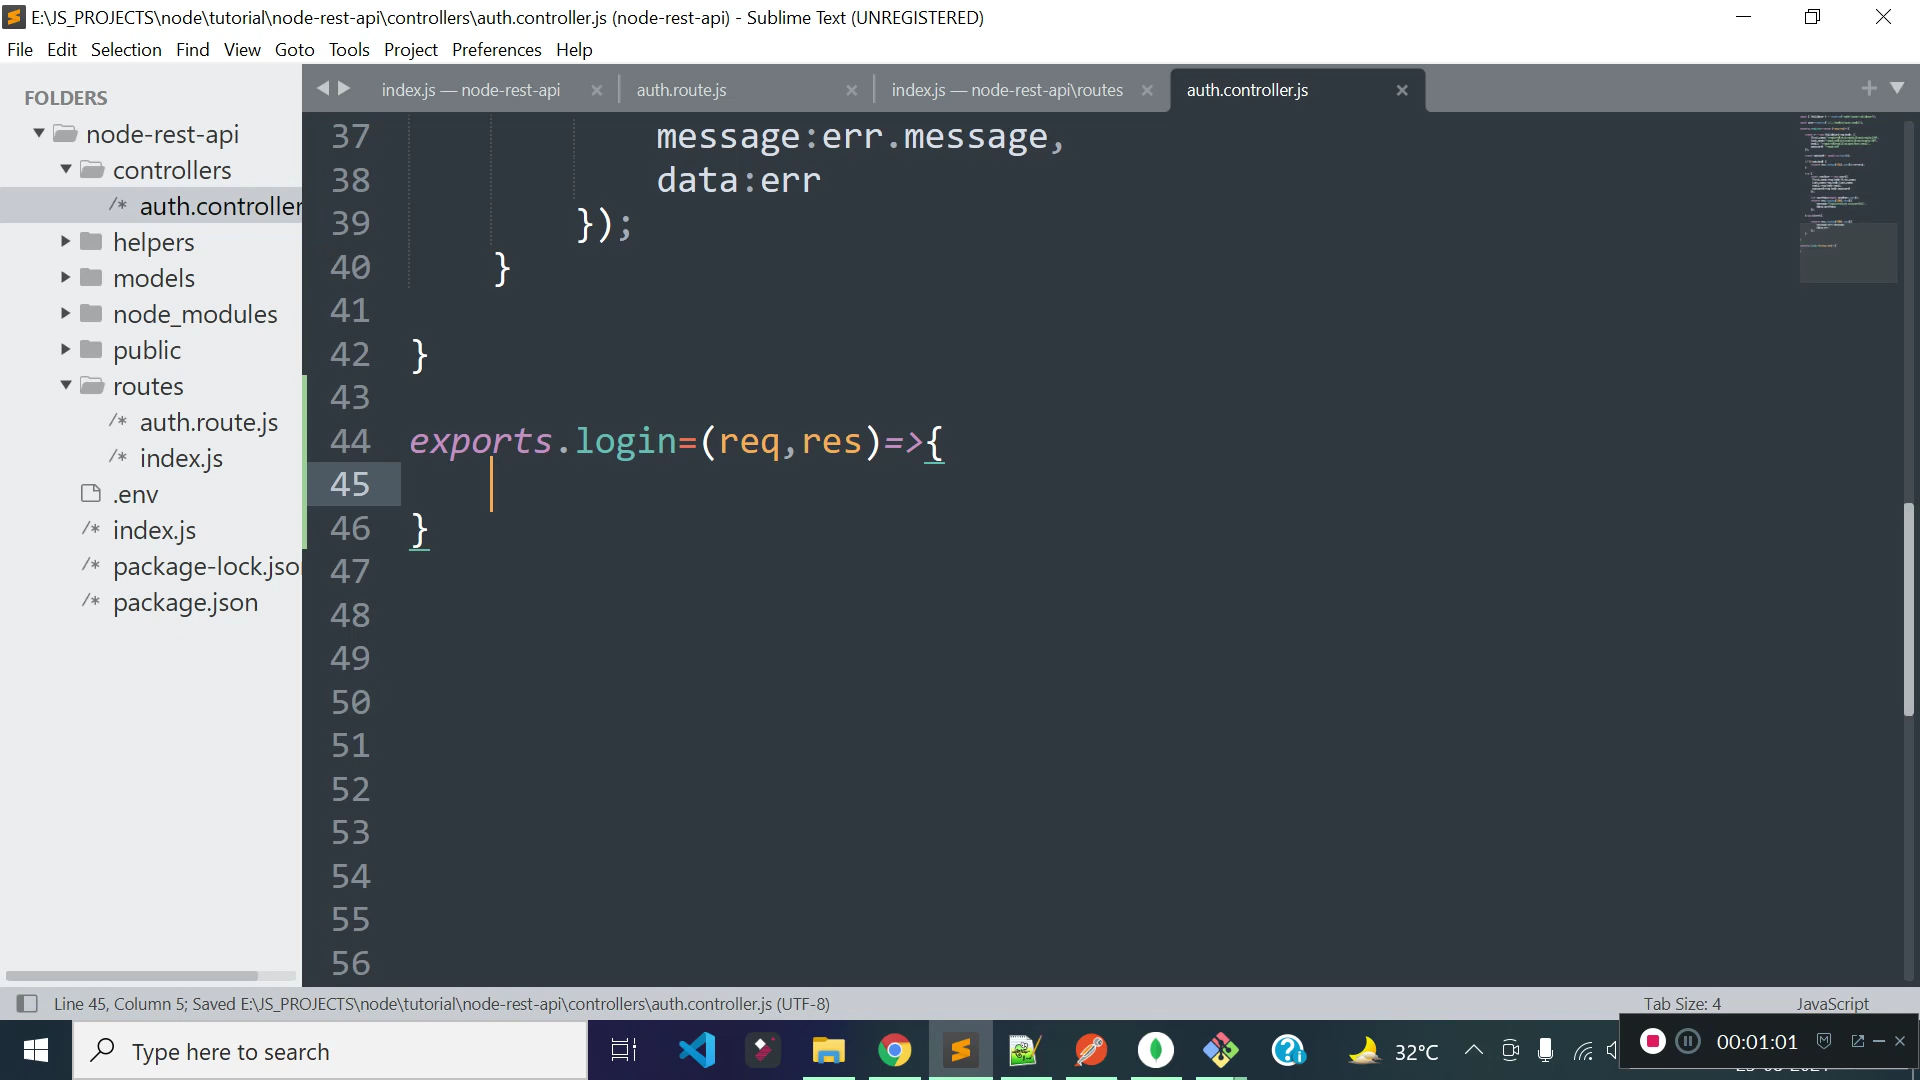 E:\JS_PROJECTS\node\tutorial\node-rest-api\controllers\auth.controller.js (node-rest-api) - Sublime Text (UNREGISTERED)
File Edit Selection Find View Goto Tools Project Preferences Help
FOLDERS
node-rest-api
controllers
auth.controller
helpers
models
node_modules
public
routes
auth.route.js
index.js
.env
index.js
package-lock.jso
package.json
index.js — node-rest-api
auth.route.js
index.js — node-rest-api\routes
auth.controller.js
37 message:err.message,
38 data:err
39 });
40 }
41
42 }
43
44 exports.login=(req,res)=>{
45
46 }
47
48
49
50
51
52
53
54
55
56
Line 45, Column 5; Saved E:\JS_PROJECTS\node\tutorial\node-rest-api\controllers\auth.controller.js (UTF-8)
Tab Size: 4
JavaScript
Type here to search
32°C
00:01:01